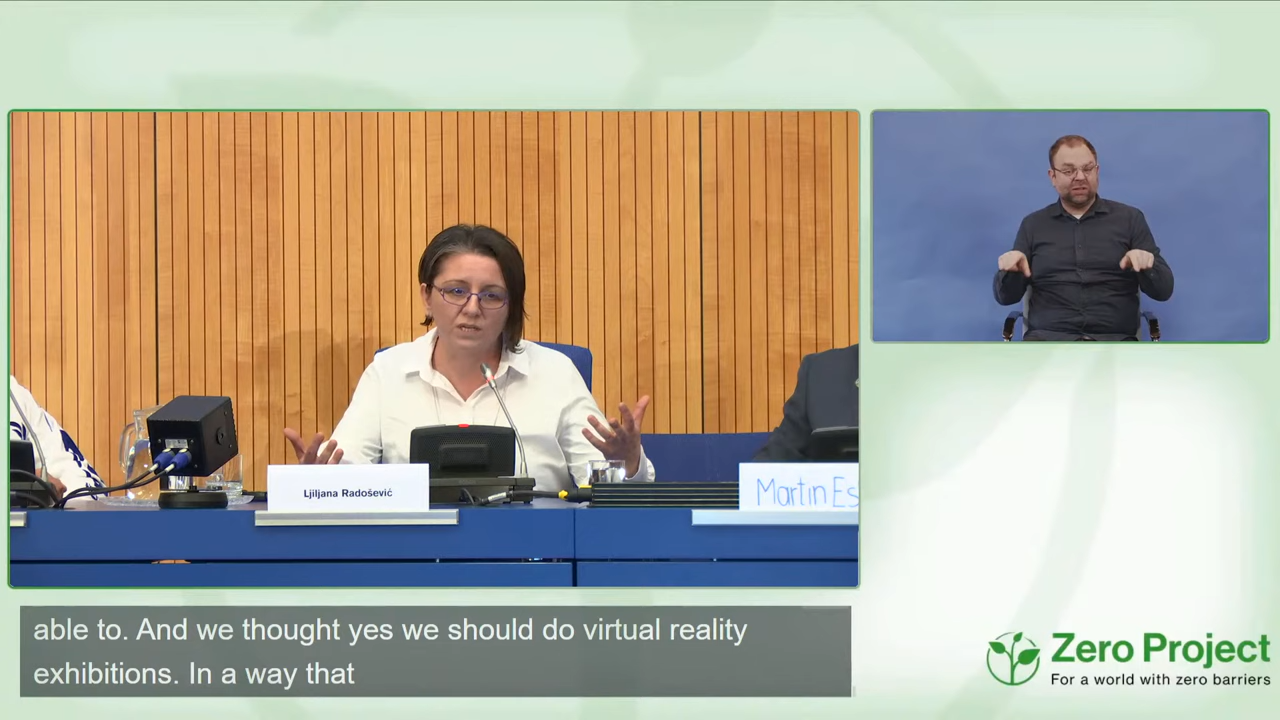 Ljiljana Radošević
Martin Es
able to. And we thought yes we should do virtual reality
exhibitions. In a way that
Zero Project
For a world with zero barriers